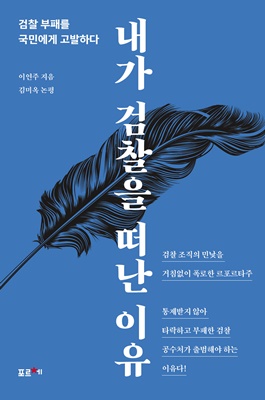 검찰 부패를
국민에게 고발하다
이연주 지음
김미옥 논평
내가 검찰을 떠난 이유
검찰 조직의 민낯을
거침없이 폭로한 르포르타주
통제받지 않아
타락하고 부패한 검찰
공수처가 출범해야 하는
이유다!
포르체